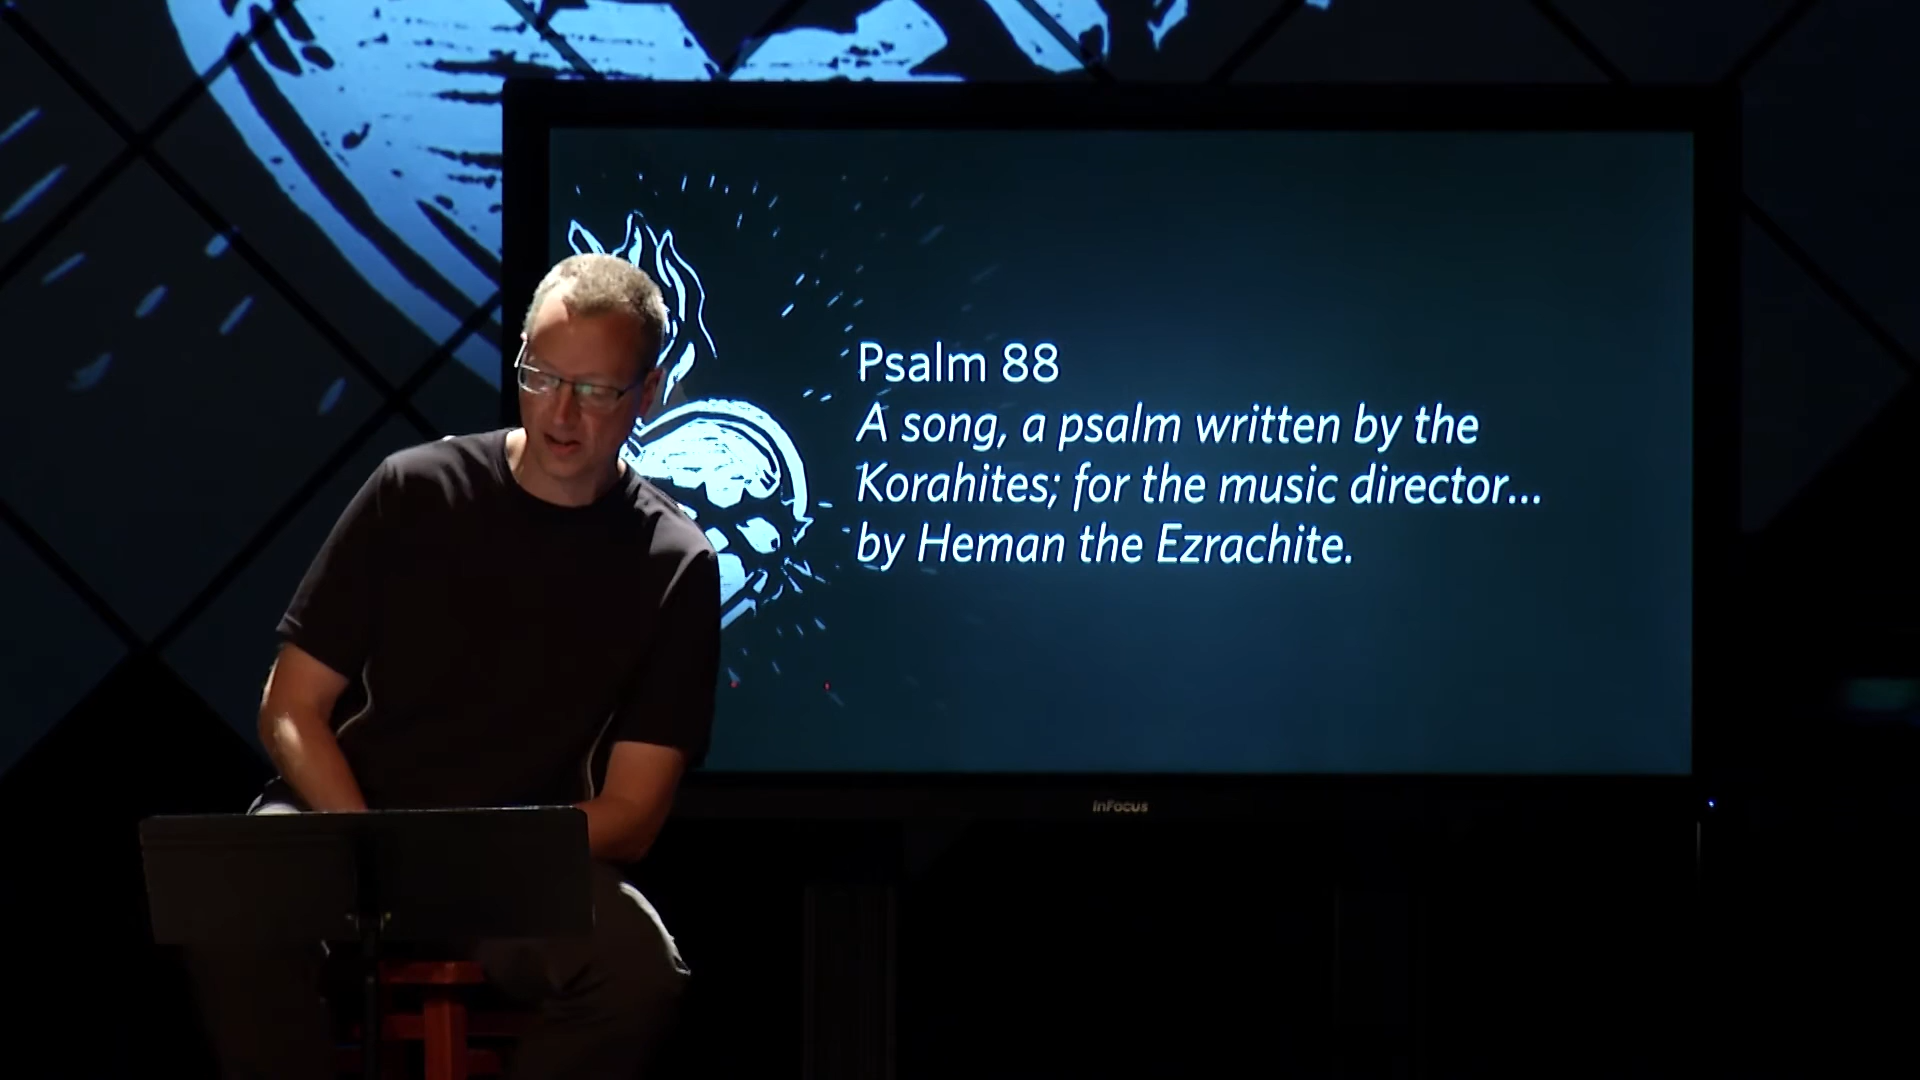 Psalm 88
A song, a psalm written by the
Korahites; for the music director...
by Heman the Ezrachite.
InFocus